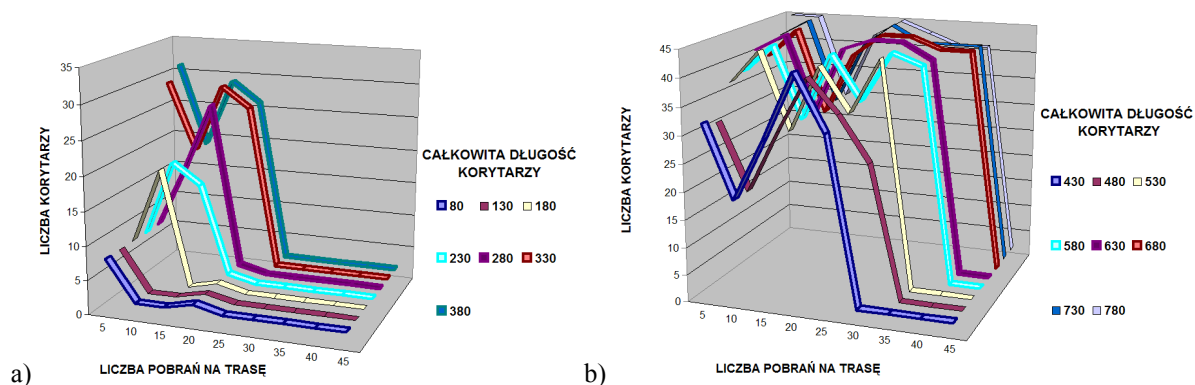 35
30
25
20
15
10
5
0
LICZBA KORYTARZY
5 10 15 20 25 30 35 40 45
LICZBA POBRAŃ NA TRASĘ
CAŁKOWITA DŁUGOŚĆ
KORYTARZY
80 130 180
230 280 330
380
a)
45
40
35
30
25
20
15
10
5
0
LICZBA KORYTARZY
5 10 15 20 25 30 35 40 45
LICZBA POBRAŃ NA TRASĘ
CAŁKOWITA DŁUGOŚĆ
KORYTARZY
430 480 530
580 630 680
730 780
b)